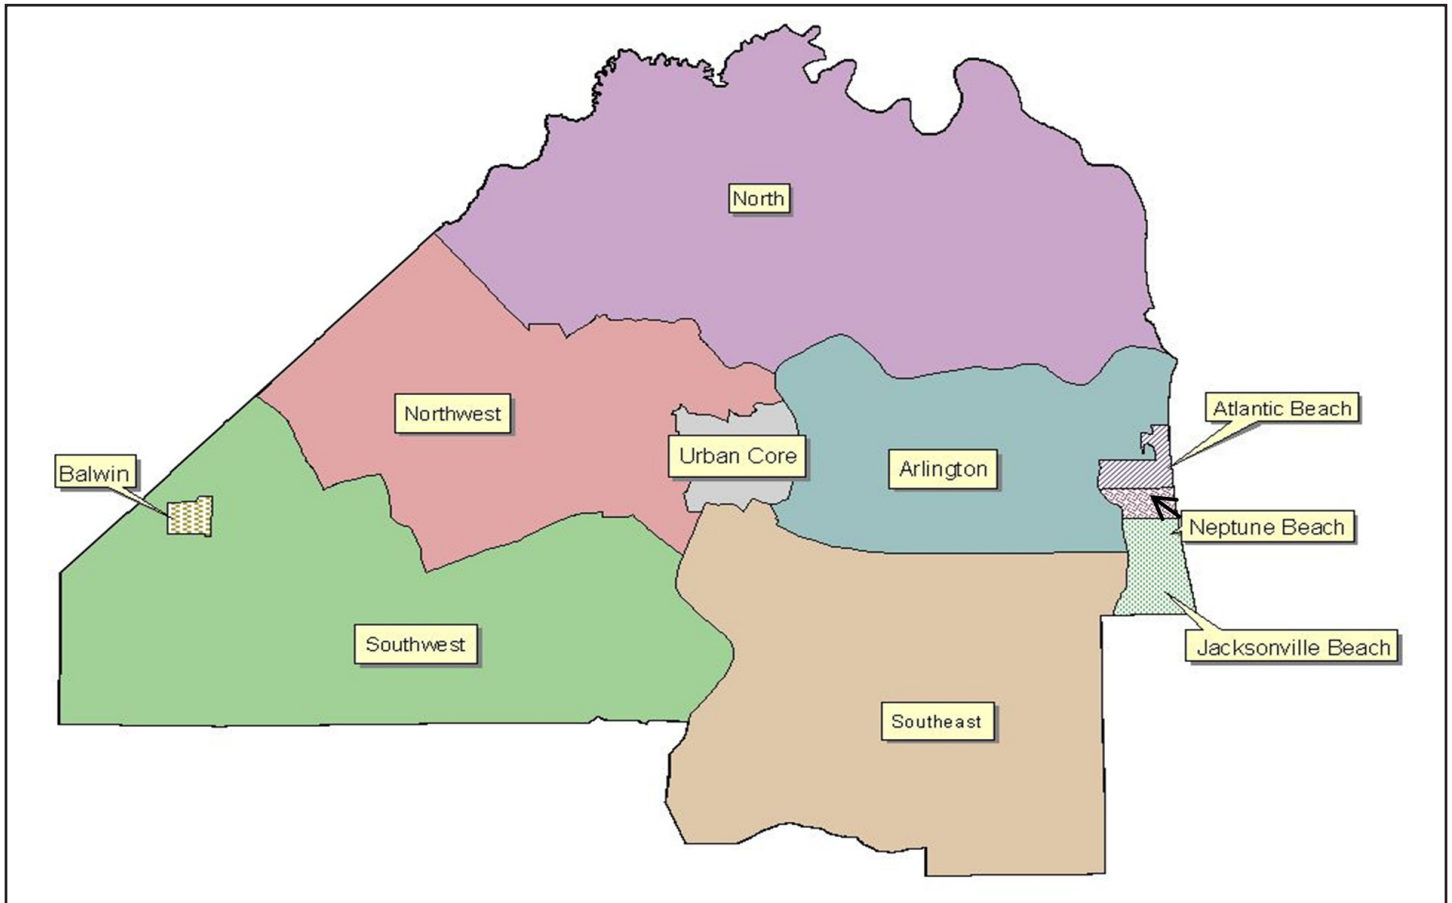 North
Atlantic Beach
Northwest
Urban Core
Arlington
Balwin
Neptune Beach
Southwest
Jacksonville Beach
Southeast